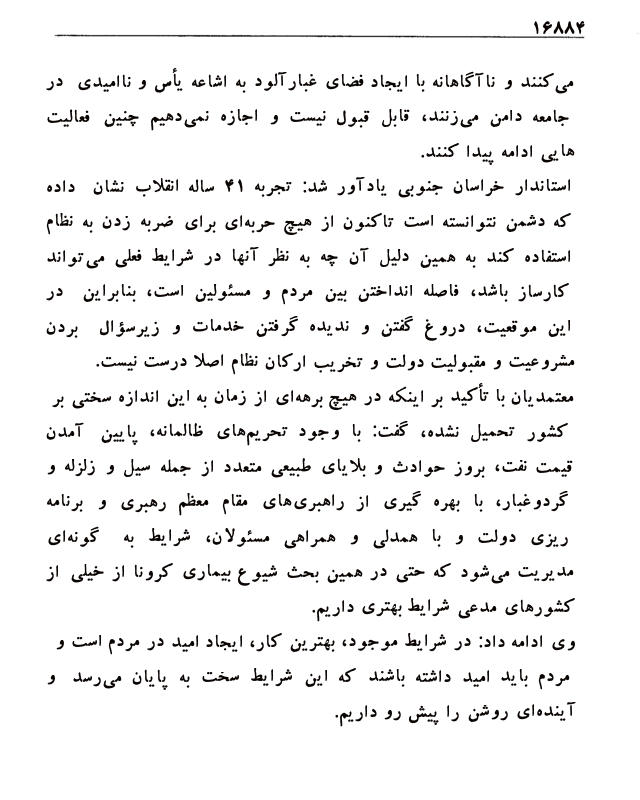 ۱۶۸۸۴
می‌کنند و ناآگاهانه با ایجاد فضای غبارآلود به اشاعه یأس و ناامیدی در
جامعه دامن می‌زنند، قابل قبول نیست و اجازه نمی‌دهیم چنین فعالیت
هایی ادامه پیدا کنند.
استاندار خراسان جنوبی یادآور شد: تجربه ۴۱ ساله انقلاب نشان داده
که دشمن نتوانسته است تاکنون از هیچ حربه‌ای برای ضربه زدن به نظام
استفاده کند به همین دلیل آن چه به نظر آنها در شرایط فعلی می‌تواند
کارساز باشد، فاصله انداختن بین مردم و مسئولین است، بنابراین در
این موقعیت، دروغ گفتن و ندیده گرفتن خدمات و زیرسؤال بردن
مشروعیت و مقبولیت دولت و تخریب ارکان نظام اصلا درست نیست.
معتمدیان با تأکید بر اینکه در هیچ برهه‌ای از زمان به این اندازه سختی بر
کشور تحمیل نشده، گفت: با وجود تحریم‌های ظالمانه، پایین آمدن
قیمت نفت، بروز حوادث و بلایای طبیعی متعدد از جمله سیل و زلزله و
گردوغبار، با بهره گیری از راهبری‌های مقام معظم رهبری و برنامه
ریزی دولت و با همدلی و همراهی مسئولان، شرایط به گونه‌ای
مدیریت می‌شود که حتی در همین بحث شیوع بیماری کرونا از خیلی از
کشورهای مدعی شرایط بهتری داریم.
وی ادامه داد: در شرایط موجود، بهترین کار، ایجاد امید در مردم است و
مردم باید امید داشته باشند که این شرایط سخت به پایان می‌رسد و
آینده‌ای روشن را پیش رو داریم.